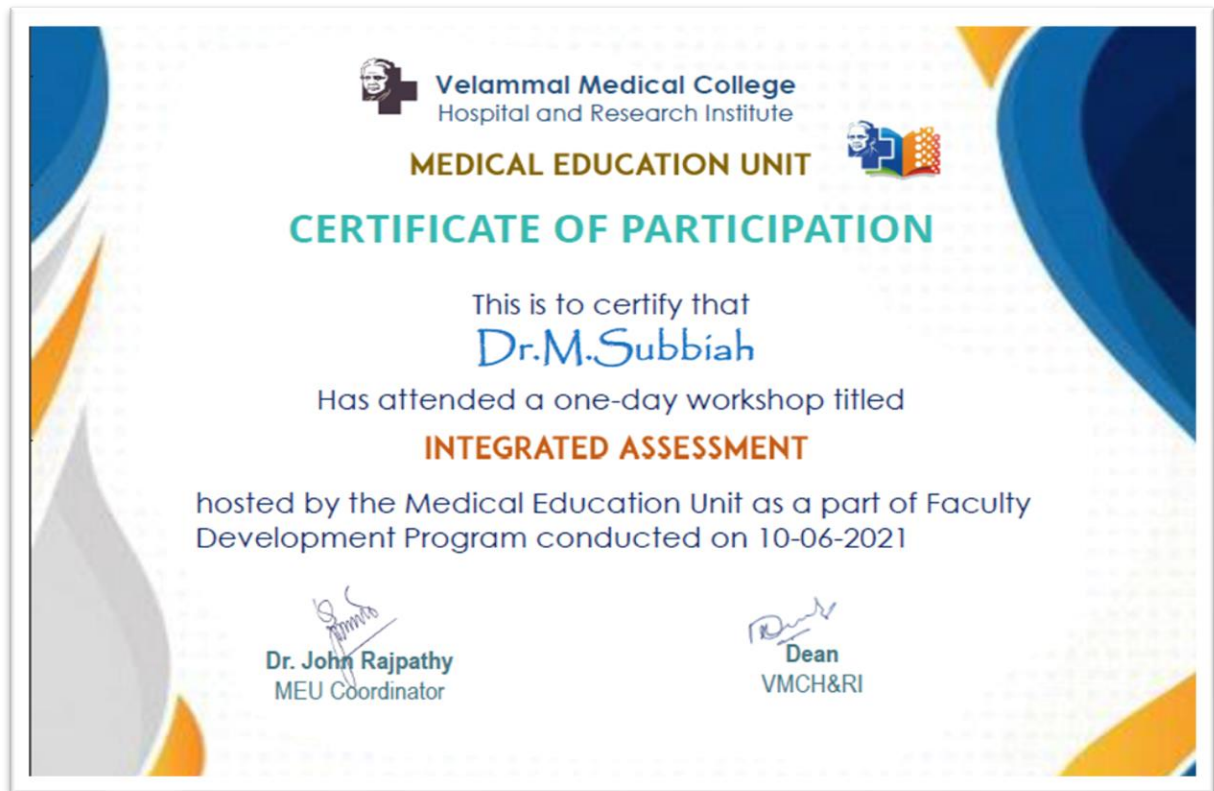 Velammal Medical College
Hospital and Research Institute
MEDICAL EDUCATION UNIT
CERTIFICATE OF PARTICIPATION
This is to certify that
Dr.M.Subbiah
Has attended a one-day workshop titled
INTEGRATED ASSESSMENT
hosted by the Medical Education Unit as a part of Faculty
Development Program conducted on 10-06-2021
Dr. John Rajpathy
MEU Coordinator
Dean
VMCH&RI